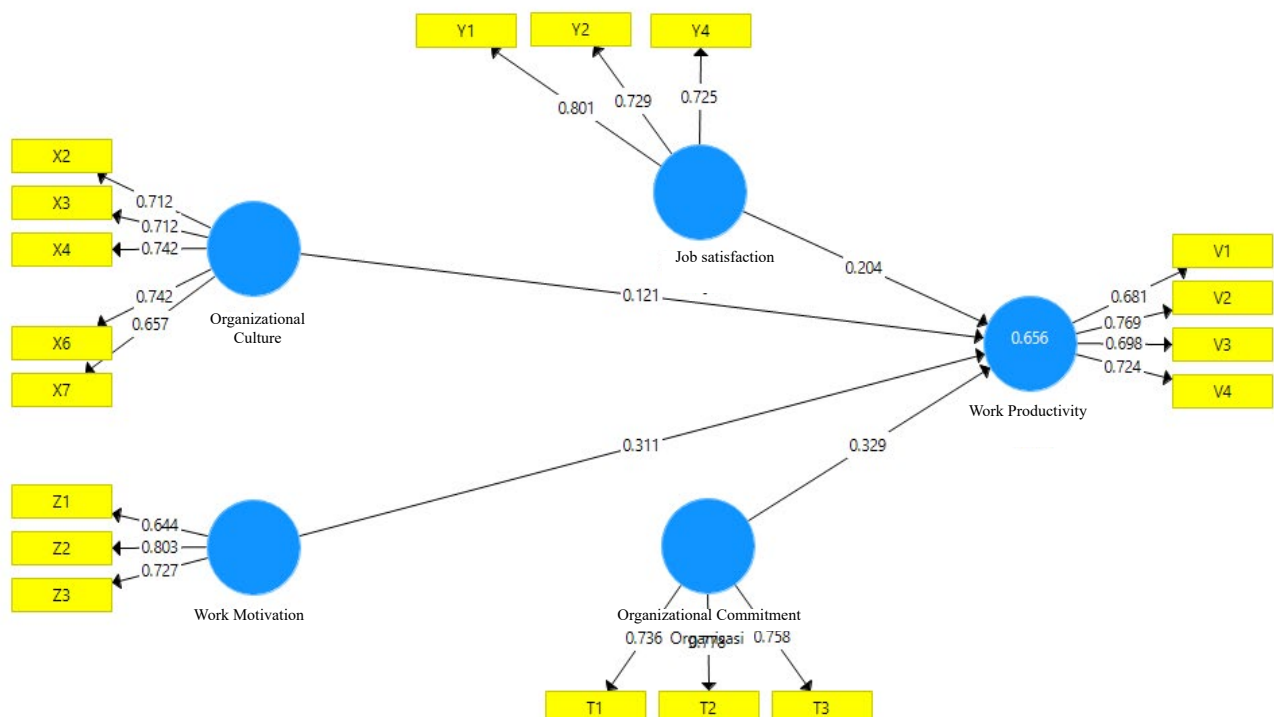 Y1
Y2
Y4
0.801
0.729
0.725
X2
X3
X4
X6
X7
0.712
0.712
0.742
0.742
0.657
Organizational
Culture
Job satisfaction
0.204
0.121
-
0.656
Work Productivity
0.681
0.769
0.698
0.724
V1
V2
V3
V4
0.311
0.329
Z1
Z2
Z3
0.644
0.803
0.727
Work Motivation
Organizational Commitment
Organisasi
0.736
0.758
T1
T2
T3